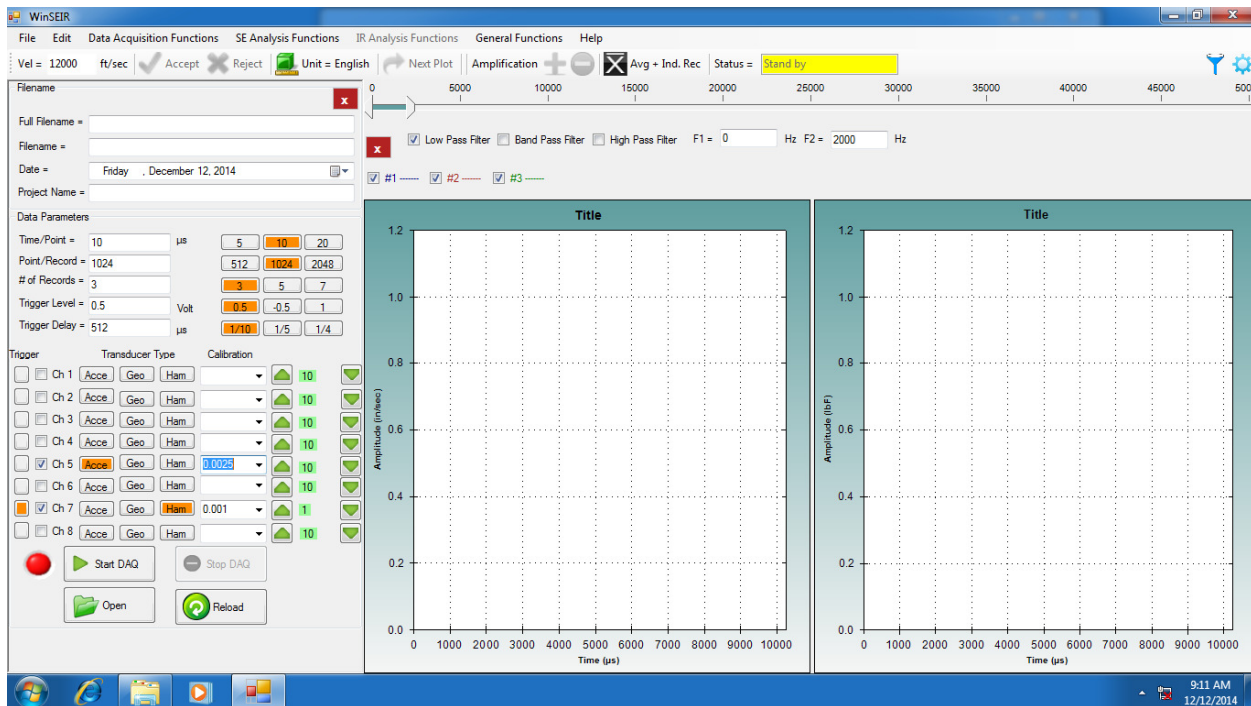 WinSEIR
File Edit Data Acquisition Functions SE Analysis Functions IR Analysis Functions General Functions Help
Vel = 12000 ft/sec Accept Reject Unit = English Next Plot Amplification Avg + Ind. Rec Status = Stand by
Filename
x
Full Filename =
Filename =
Date = Friday , December 12, 2014
Project Name =
Data Parameters
Time/Point = 10 µs 5 10 20
Point/Record = 1024 512 1024 2048
# of Records = 3 3 5 7
Trigger Level = 0.5 Volt 0.5 -0.5 1
Trigger Delay = 512 µs 1/10 1/5 1/4
Trigger Transducer Type Calibration
Ch 1 Acce Geo Ham 10
Ch 2 Acce Geo Ham 10
Ch 3 Acce Geo Ham 10
Ch 4 Acce Geo Ham 10
Ch 5 Acce Geo Ham 0.0025 10
Ch 6 Acce Geo Ham 10
Ch 7 Acce Geo Ham 0.001 1
Ch 8 Acce Geo Ham 10
Start DAQ Stop DAQ
Open Reload
0 5000 10000 15000 20000 25000 30000 35000 40000 45000
x
Low Pass Filter Band Pass Filter High Pass Filter F1 = 0 Hz F2 = 2000 Hz
#1 ------ #2 ------ #3 ------
Title
1.2
1.0
0.8
0.6
0.4
0.2
0.0
Amplitude (in/sec)
0 1000 2000 3000 4000 5000 6000 7000 8000 9000 10000
Time (µs)
Title
1.2
1.0
0.8
0.6
0.4
0.2
0.0
Amplitude (lbF)
0 1000 2000 3000 4000 5000 6000 7000 8000 9000 10000
Time (µs)
9:11 AM
12/12/2014